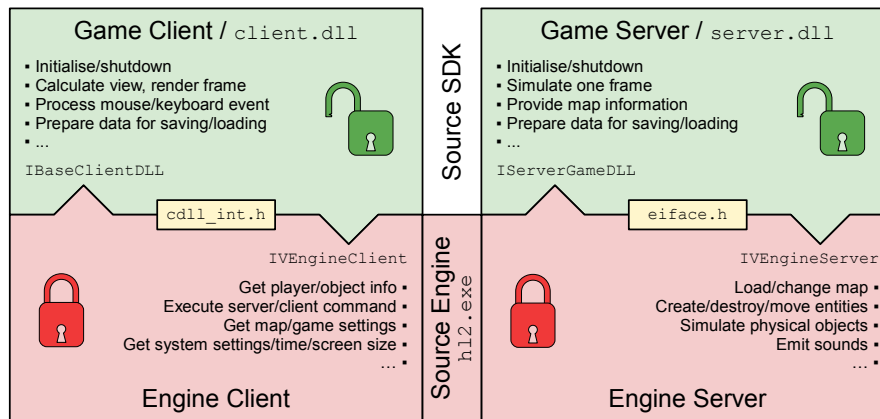 Game Client / client.dll
▪ Initialise/shutdown
▪ Calculate view, render frame
▪ Process mouse/keyboard event
▪ Prepare data for saving/loading
▪ ...
IBaseClientDLL
cdll_int.h
IVEngineClient
Get player/object info ▪
Execute server/client command ▪
Get map/game settings ▪
Get system settings/time/screen size ▪
... ▪
Engine Client
Source SDK
Source Engine
hl2.exe
Game Server / server.dll
▪ Initialise/shutdown
▪ Simulate one frame
▪ Provide map information
▪ Prepare data for saving/loading
▪ ...
IServerGameDLL
eiface.h
IVEngineServer
Load/change map ▪
Create/destroy/move entities ▪
Simulate physical objects ▪
Emit sounds ▪
... ▪
Engine Server